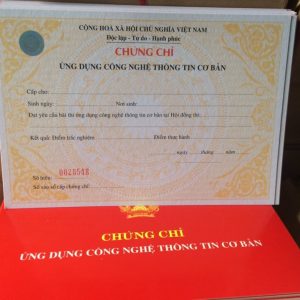 CỘNG HOÀ XÃ HỘI CHỦ NGHĨA VIỆT NAM
Độc lập - Tự do - Hạnh phúc
CHỨNG CHỈ
ỨNG DỤNG CÔNG NGHỆ THÔNG TIN CƠ BẢN
Cấp cho:
Sinh ngày: Nơi sinh:
Đạt yêu cầu bài thi ứng dụng công nghệ thông tin cơ bản tại Hội đồng thi:
Kết quả: Điểm trắc nghiệm Điểm thực hành
ngày tháng năm
Số hiệu:
Số vào sổ cấp chứng chỉ:
CHỨNG CHỈ
ỨNG DỤNG CÔNG NGHỆ THÔNG TIN CƠ BẢN